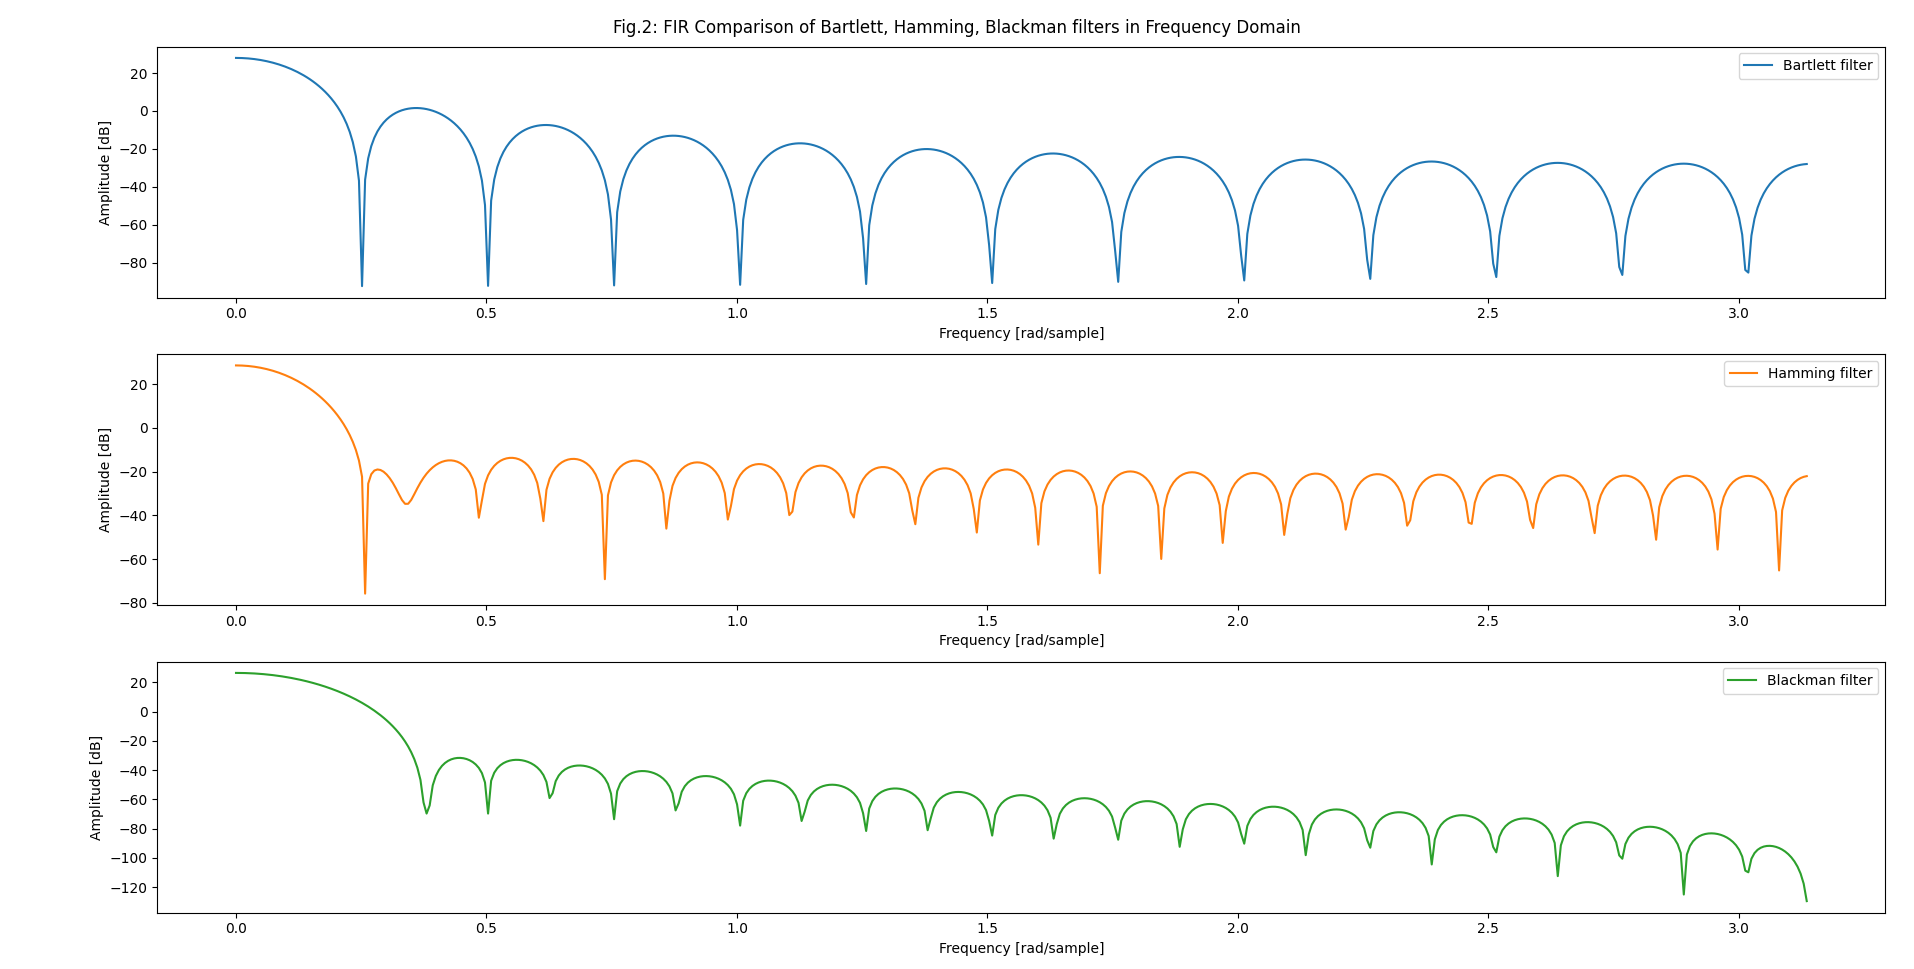 Fig.2: FIR Comparison of Bartlett, Hamming, Blackman filters in Frequency Domain
Bartlett filter
Amplitude [dB]
20
0
−20
−40
−60
−80
0.0 0.5 1.0 1.5 2.0 2.5 3.0
Frequency [rad/sample]
Hamming filter
Amplitude [dB]
20
0
−20
−40
−60
−80
0.0 0.5 1.0 1.5 2.0 2.5 3.0
Frequency [rad/sample]
Blackman filter
Amplitude [dB]
20
0
−20
−40
−60
−80
−100
−120
0.0 0.5 1.0 1.5 2.0 2.5 3.0
Frequency [rad/sample]